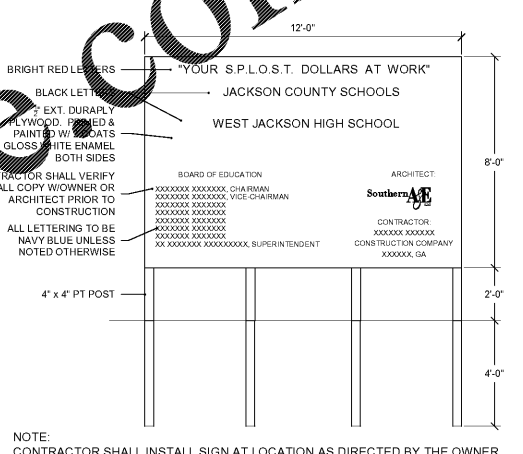 12'-0"
BRIGHT RED LETTERS
"YOUR S.P.L.O.S.T. DOLLARS AT WORK"
BLACK LETTERS
JACKSON COUNTY SCHOOLS
EXT. DURAPLY
PLYWOOD. PRIMED &
PAINTED W/ COATS
GLOSS WHITE ENAMEL
BOTH SIDES
WEST JACKSON HIGH SCHOOL
8'-0"
SHALL VERIFY
ALL COPY W/OWNER OR
ARCHITECT PRIOR TO
CONSTRUCTION
BOARD OF EDUCATION
XXXXXXX XXXXXXX, CHAIRMAN
XXXXXXX XXXXXXX, VICE-CHAIRMAN
XXXXXXX XXXXXXX
XXXXXXX XXXXXXX
XXXXXXX XXXXXXX
XXXXXXX XXXXXXX
XXXXXXX XXXXXXX
XX XXXXXXX XXXXXXXXX, SUPERINTENDENT
ARCHITECT:
Southern A&E
CONTRACTOR:
XXXXXX XXXXXX
CONSTRUCTION COMPANY
XXXXXX, GA
ALL LETTERING TO BE
NAVY BLUE UNLESS
NOTED OTHERWISE
4" x 4" PT POST
2'-0"
4'-0"
NOTE:
CONTRACTOR SHALL INSTALL SIGN AT LOCATION AS DIRECTED BY THE OWNER